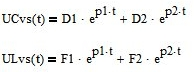 UCvs(t) = D1 · e^p1·t + D2 · e^p2·t
ULvs(t) = F1 · e^p1·t + F2 · e^p2·t